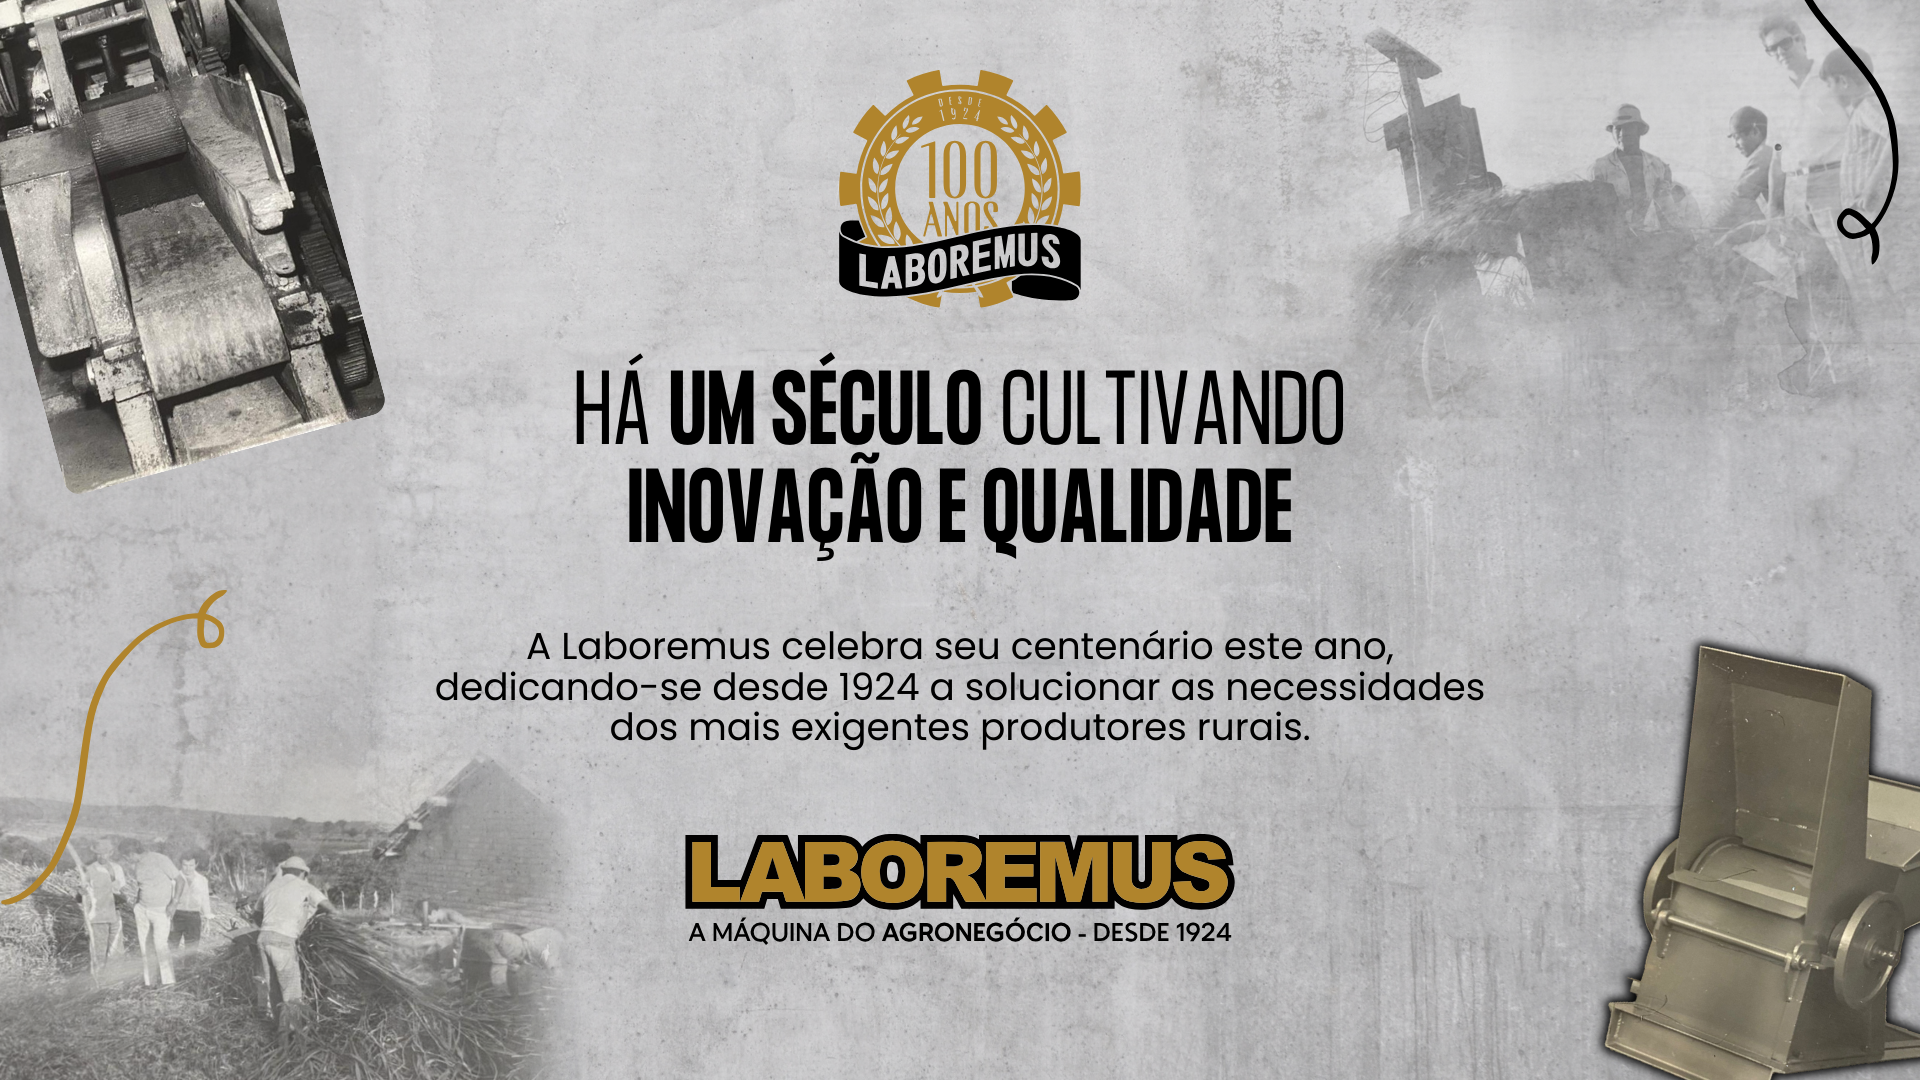 DESDE
1924
100
ANOS
LABOREMUS
HÁ UM SÉCULO CULTIVANDO
INOVAÇÃO E QUALIDADE
A Laboremus celebra seu centenário este ano,
dedicando-se desde 1924 a solucionar as necessidades
dos mais exigentes produtores rurais.
LABOREMUS
A MÁQUINA DO AGRONEGÓCIO - DESDE 1924